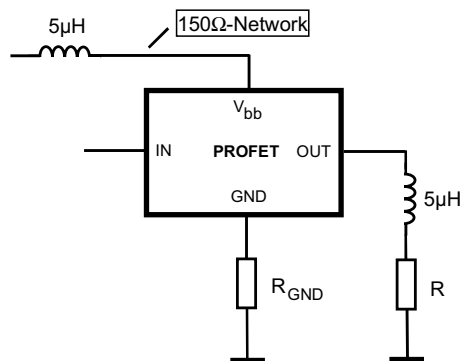 5µH
150Ω-Network
V_bb
IN PROFET OUT
GND
5µH
R_GND
R